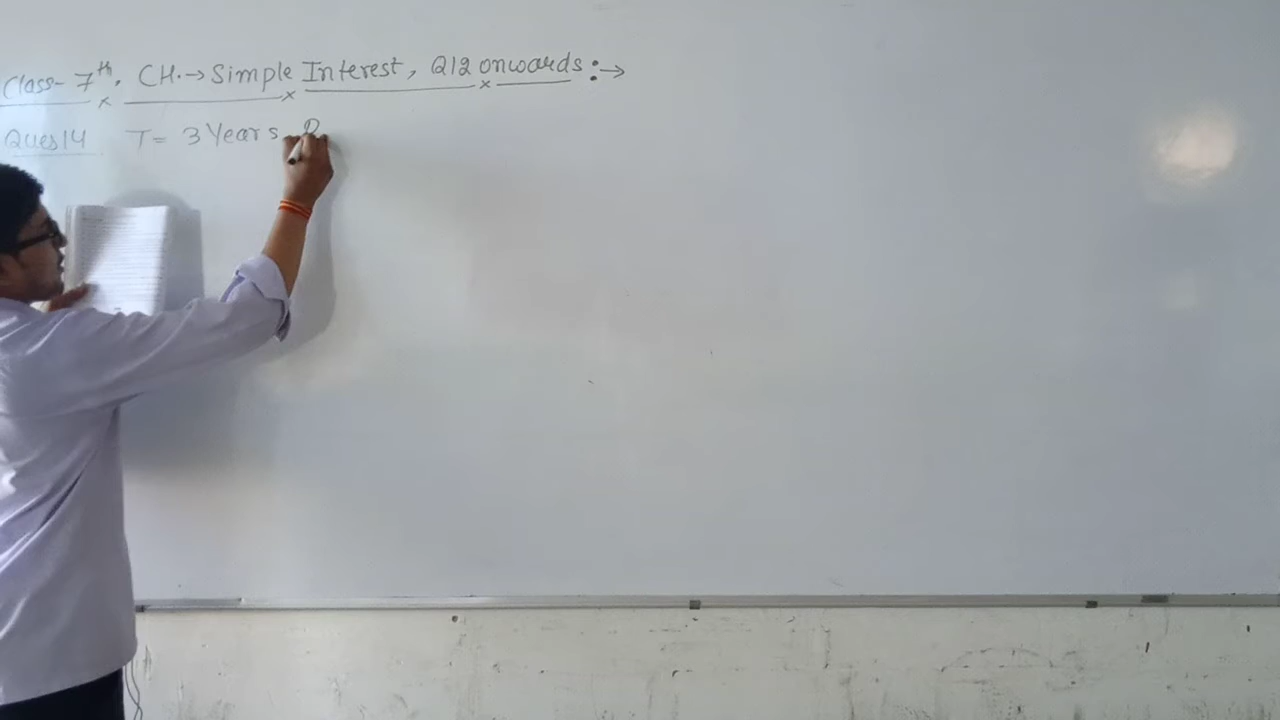 Class- 7th, CH.→ Simple Interest, Q12 onwards :→
Ques14 T= 3 Years,